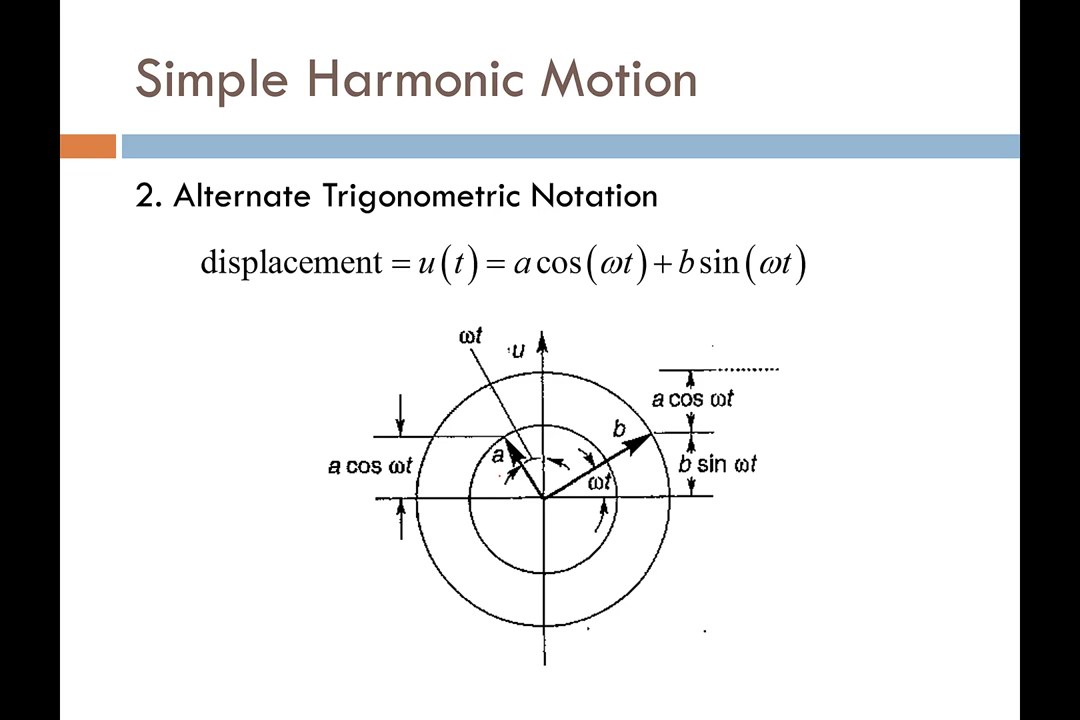 Simple Harmonic Motion
2. Alternate Trigonometric Notation
displacement = u(t) = a cos(ωt) + b sin(ωt)
ωt
u
a cos ωt
b
a
a cos ωt
b sin ωt
ωt